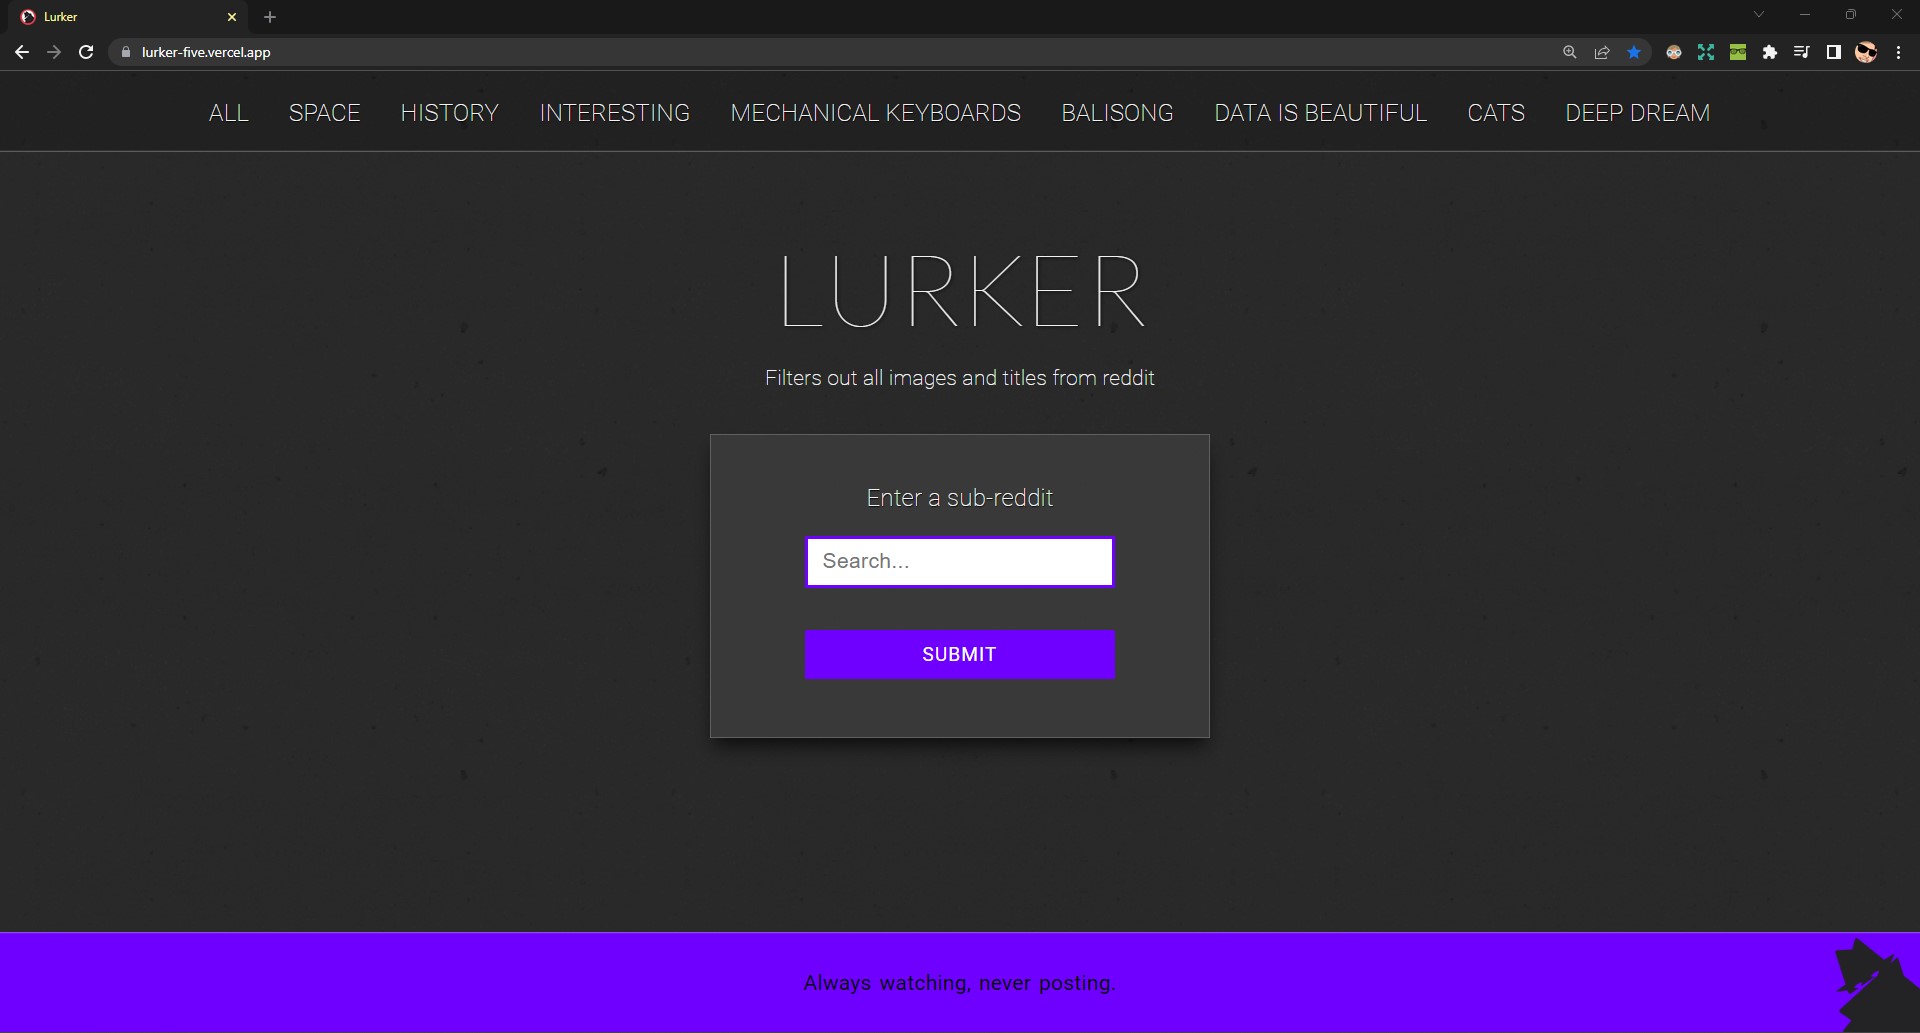 Lurker
lurker-five.vercel.app
ALL SPACE HISTORY INTERESTING MECHANICAL KEYBOARDS BALISONG DATA IS BEAUTIFUL CATS DEEP DREAM
LURKER
Filters out all images and titles from reddit
Enter a sub-reddit
Search...
SUBMIT
Always watching, never posting.